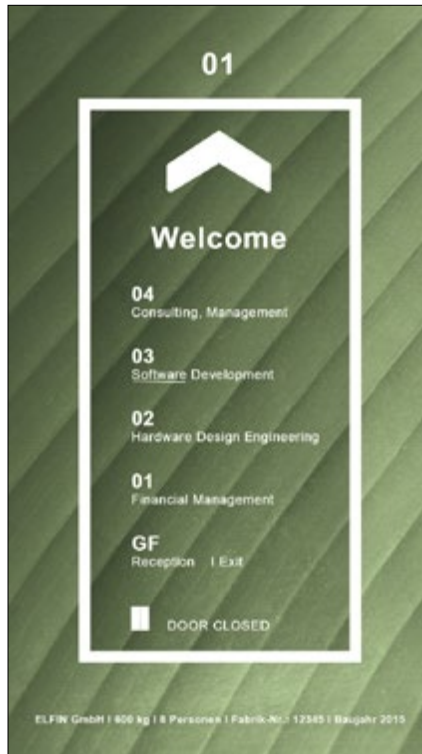 01
Welcome
04
Consulting, Management
03
Software Development
02
Hardware Design Engineering
01
Financial Management
GF
Reception I Exit
DOOR CLOSED
ELFIN GmbH I 600 kg I 8 Personen I Fabrik-Nr.: 12345 I Baujahr 2015